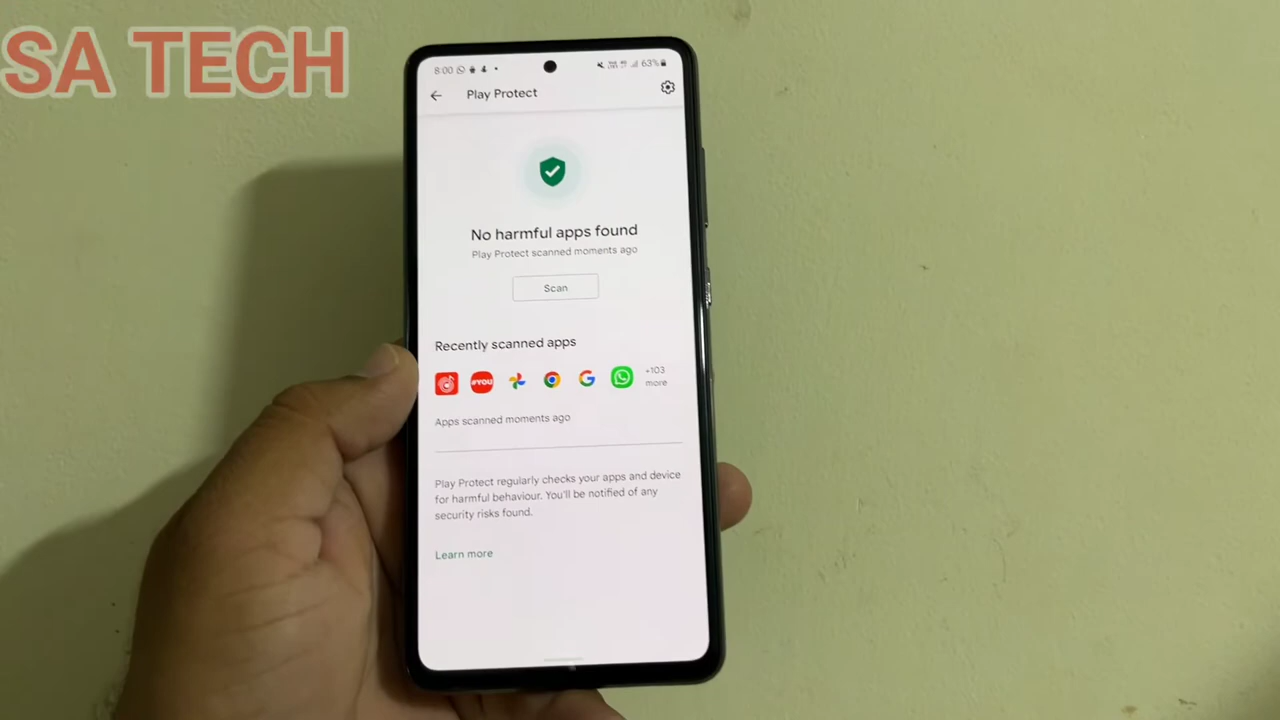 SA TECH
8:00 63%
Play Protect
No harmful apps found
Play Protect scanned moments ago
Scan
Recently scanned apps
#YOU
+103
more
Apps scanned moments ago
Play Protect regularly checks your apps and device
for harmful behaviour. You'll be notified of any
security risks found.
Learn more